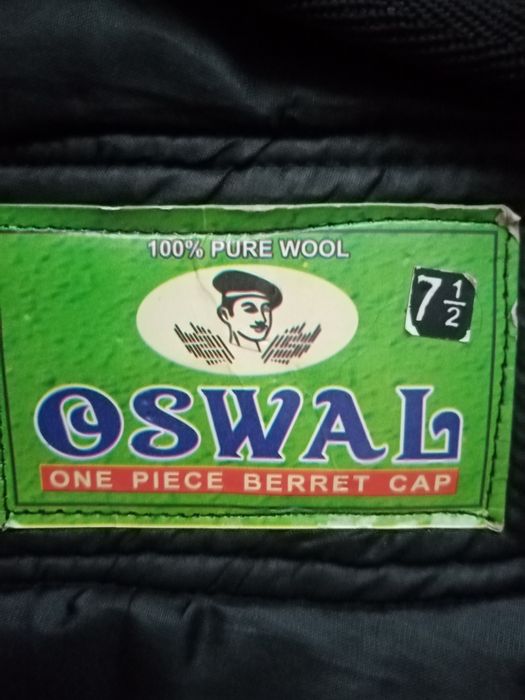 100% PURE WOOL
7 1/2
OSWAL
ONE PIECE BERRET CAP